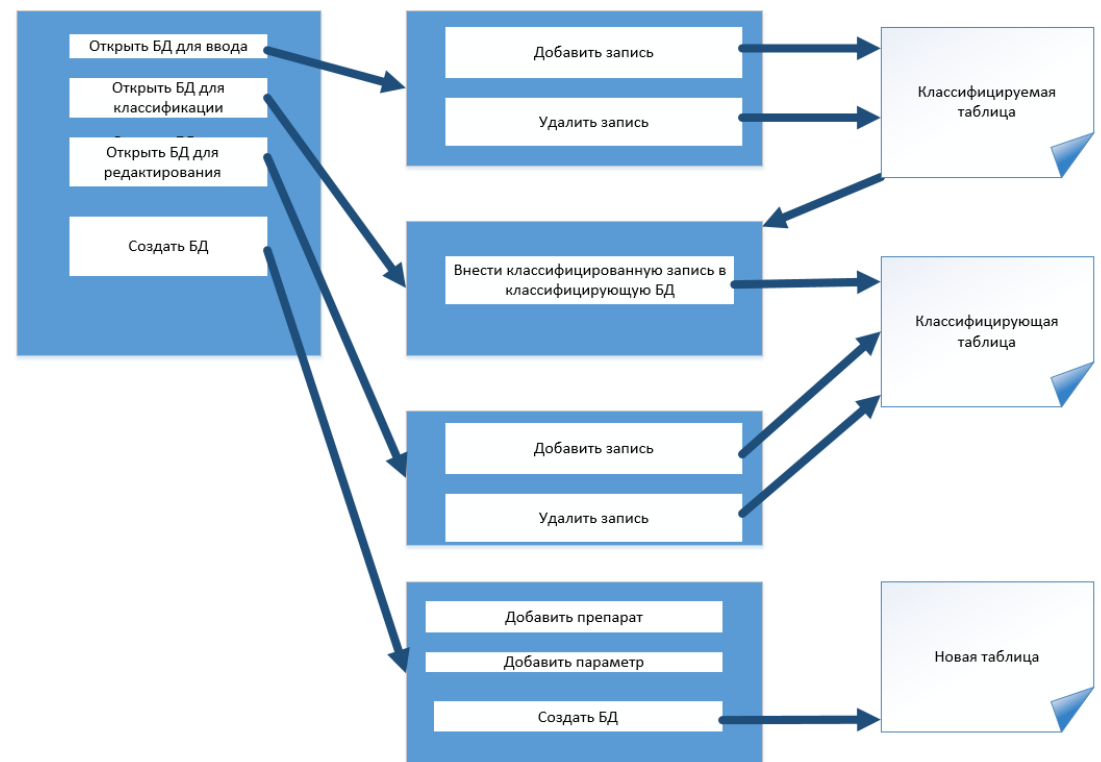 Открыть БД для ввода
Открыть БД для
классификации
Открыть БД для
редактирования
Создать БД
Добавить запись
Удалить запись
Внести классифицированную запись в
классифицирующую БД
Добавить запись
Удалить запись
Добавить препарат
Добавить параметр
Создать БД
Классифицируемая
таблица
Классифицирующая
таблица
Новая таблица